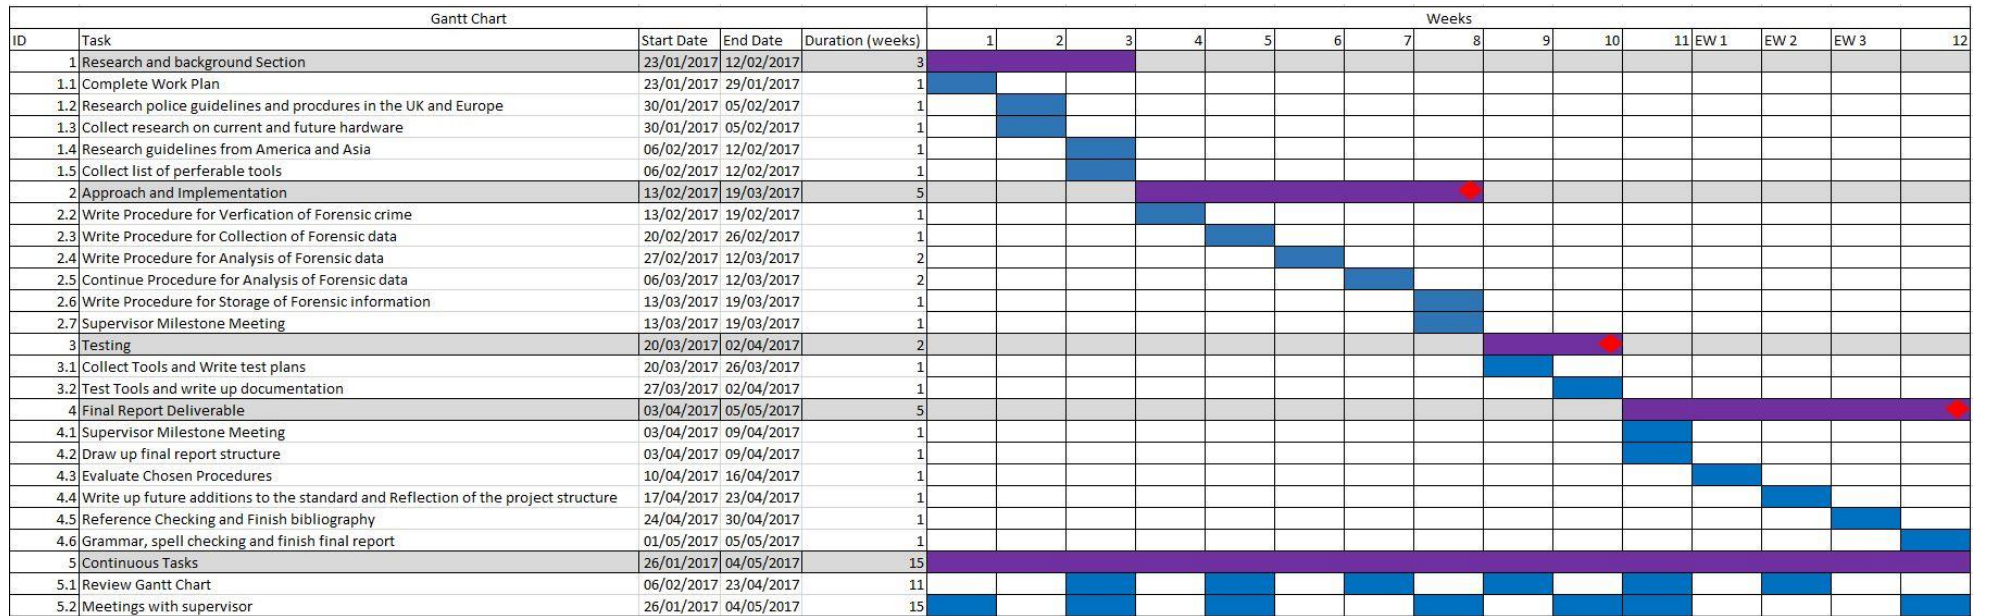 Gantt Chart Weeks
ID Task Start Date End Date Duration (weeks) 1 2 3 4 5 6 7 8 9 10 11 EW 1 EW 2 EW 3 12
1 Research and background Section 23/01/2017 12/02/2017 3
1.1 Complete Work Plan 23/01/2017 29/01/2017 1
1.2 Research police guidelines and procdures in the UK and Europe 30/01/2017 05/02/2017 1
1.3 Collect research on current and future hardware 30/01/2017 05/02/2017 1
1.4 Research guidelines from America and Asia 06/02/2017 12/02/2017 1
1.5 Collect list of perferable tools 06/02/2017 12/02/2017 1
2 Approach and Implementation 13/02/2017 19/03/2017 5
2.2 Write Procedure for Verfication of Forensic crime 13/02/2017 19/02/2017 1
2.3 Write Procedure for Collection of Forensic data 20/02/2017 26/02/2017 1
2.4 Write Procedure for Analysis of Forensic data 27/02/2017 12/03/2017 2
2.5 Continue Procedure for Analysis of Forensic data 06/03/2017 12/03/2017 2
2.6 Write Procedure for Storage of Forensic information 13/03/2017 19/03/2017 1
2.7 Supervisor Milestone Meeting 13/03/2017 19/03/2017 1
3 Testing 20/03/2017 02/04/2017 2
3.1 Collect Tools and Write test plans 20/03/2017 26/03/2017 1
3.2 Test Tools and write up documentation 27/03/2017 02/04/2017 1
4 Final Report Deliverable 03/04/2017 05/05/2017 5
4.1 Supervisor Milestone Meeting 03/04/2017 09/04/2017 1
4.2 Draw up final report structure 03/04/2017 09/04/2017 1
4.3 Evaluate Chosen Procedures 10/04/2017 16/04/2017 1
4.4 Write up future additions to the standard and Reflection of the project structure 17/04/2017 23/04/2017 1
4.5 Reference Checking and Finish bibliography 24/04/2017 30/04/2017 1
4.6 Grammar, spell checking and finish final report 01/05/2017 05/05/2017 1
5 Continuous Tasks 26/01/2017 04/05/2017 15
5.1 Review Gantt Chart 06/02/2017 23/04/2017 11
5.2 Meetings with supervisor 26/01/2017 04/05/2017 15